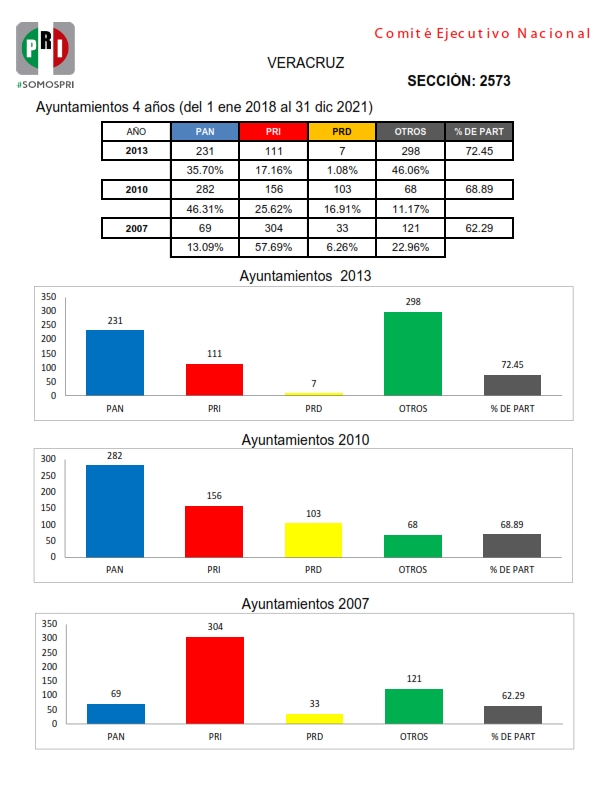 PRI
#SOMOSPRI
Comité Ejecutivo Nacional
VERACRUZ
SECCIÓN: 2573
Ayuntamientos 4 años (del 1 ene 2018 al 31 dic 2021)
AÑO PAN PRI PRD OTROS % DE PART
2013 231 111 7 298 72.45
35.70% 17.16% 1.08% 46.06%
2010 282 156 103 68 68.89
46.31% 25.62% 16.91% 11.17%
2007 69 304 33 121 62.29
13.09% 57.69% 6.26% 22.96%
Ayuntamientos 2013
350
300
250
200
150
100
50
0
231 111 7 298 72.45
PAN PRI PRD OTROS % DE PART
Ayuntamientos 2010
300
250
200
150
100
50
0
282 156 103 68 68.89
PAN PRI PRD OTROS % DE PART
Ayuntamientos 2007
350
300
250
200
150
100
50
0
69 304 33 121 62.29
PAN PRI PRD OTROS % DE PART